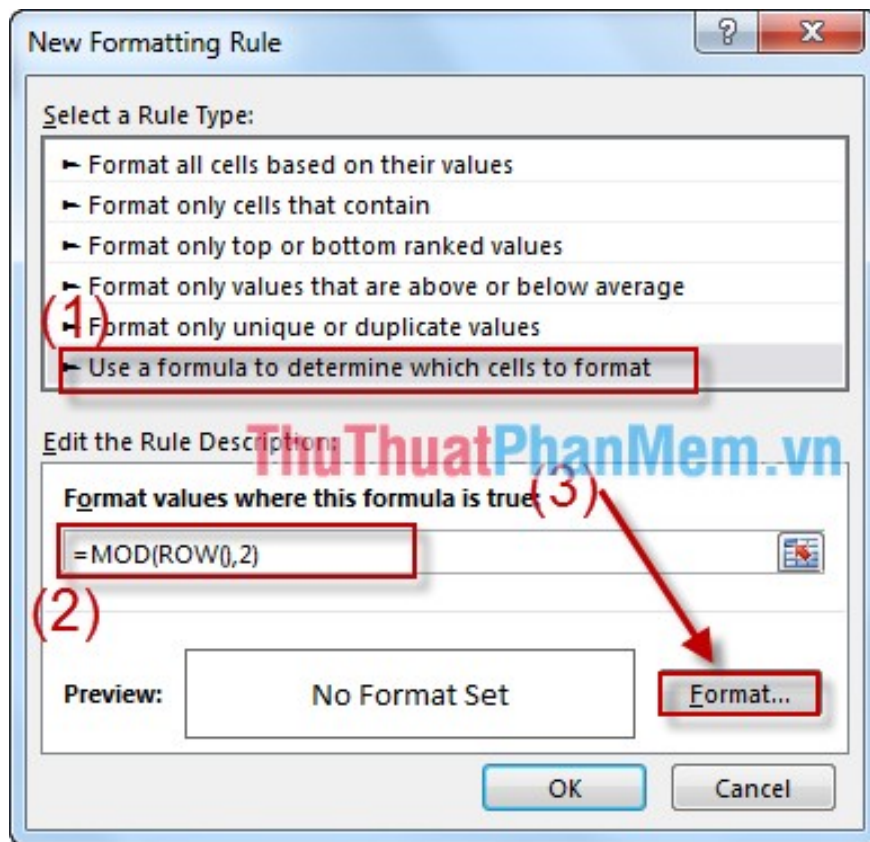 New Formatting Rule
Select a Rule Type:
► Format all cells based on their values
► Format only cells that contain
► Format only top or bottom ranked values
► Format only values that are above or below average
(1)
► Format only unique or duplicate values
► Use a formula to determine which cells to format
Edit the Rule Description:
ThuThuatPhanMem.vn
Format values where this formula is true:
(3)
=MOD(ROW(),2)
(2)
Preview:
No Format Set
Format...
OK
Cancel